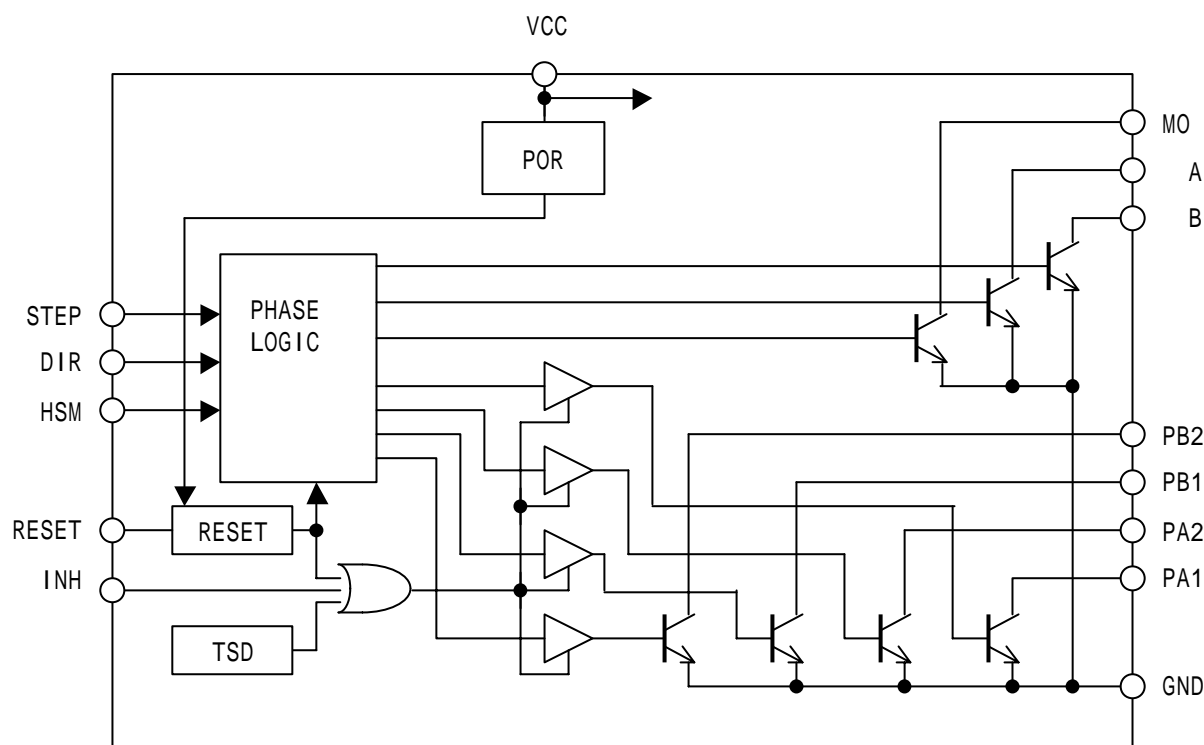 VCC
MO
POR
A
B
PHASE
LOGIC
STEP
DIR
HSM
PB2
PB1
RESET
RESET
PA2
INH
PA1
TSD
GND